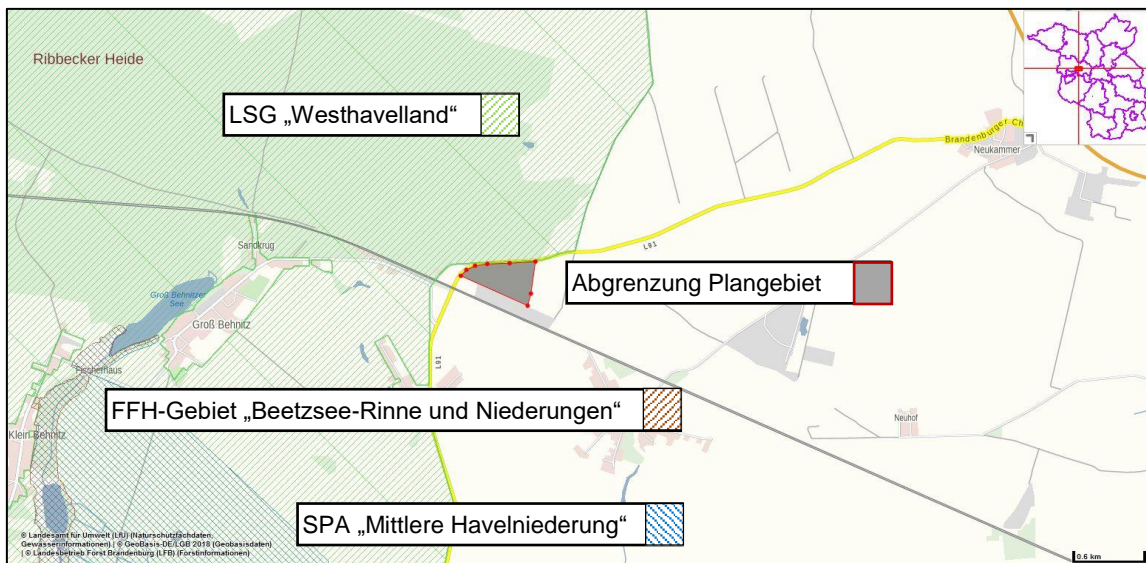 Ribbecker Heide
LSG „Westhavelland“
Brandenburger Ch
Neukammer
L91
Sandkrug
Abgrenzung Plangebiet
Groß Behnitzer
See
Groß Behnitz
L91
Fischerhaus
FFH-Gebiet „Beetzsee-Rinne und Niederungen“
Neuhof
Klein Behnitz
SPA „Mittlere Havelniederung“
© Landesamt für Umwelt (LfU) (Naturschutzfachdaten,
Gewässerinformationen) | © GeoBasis-DE/LGB 2018 (Geobasisdaten)
| © Landesbetrieb Forst Brandenburg (LFB) (Forstinformationen)
0.6 km